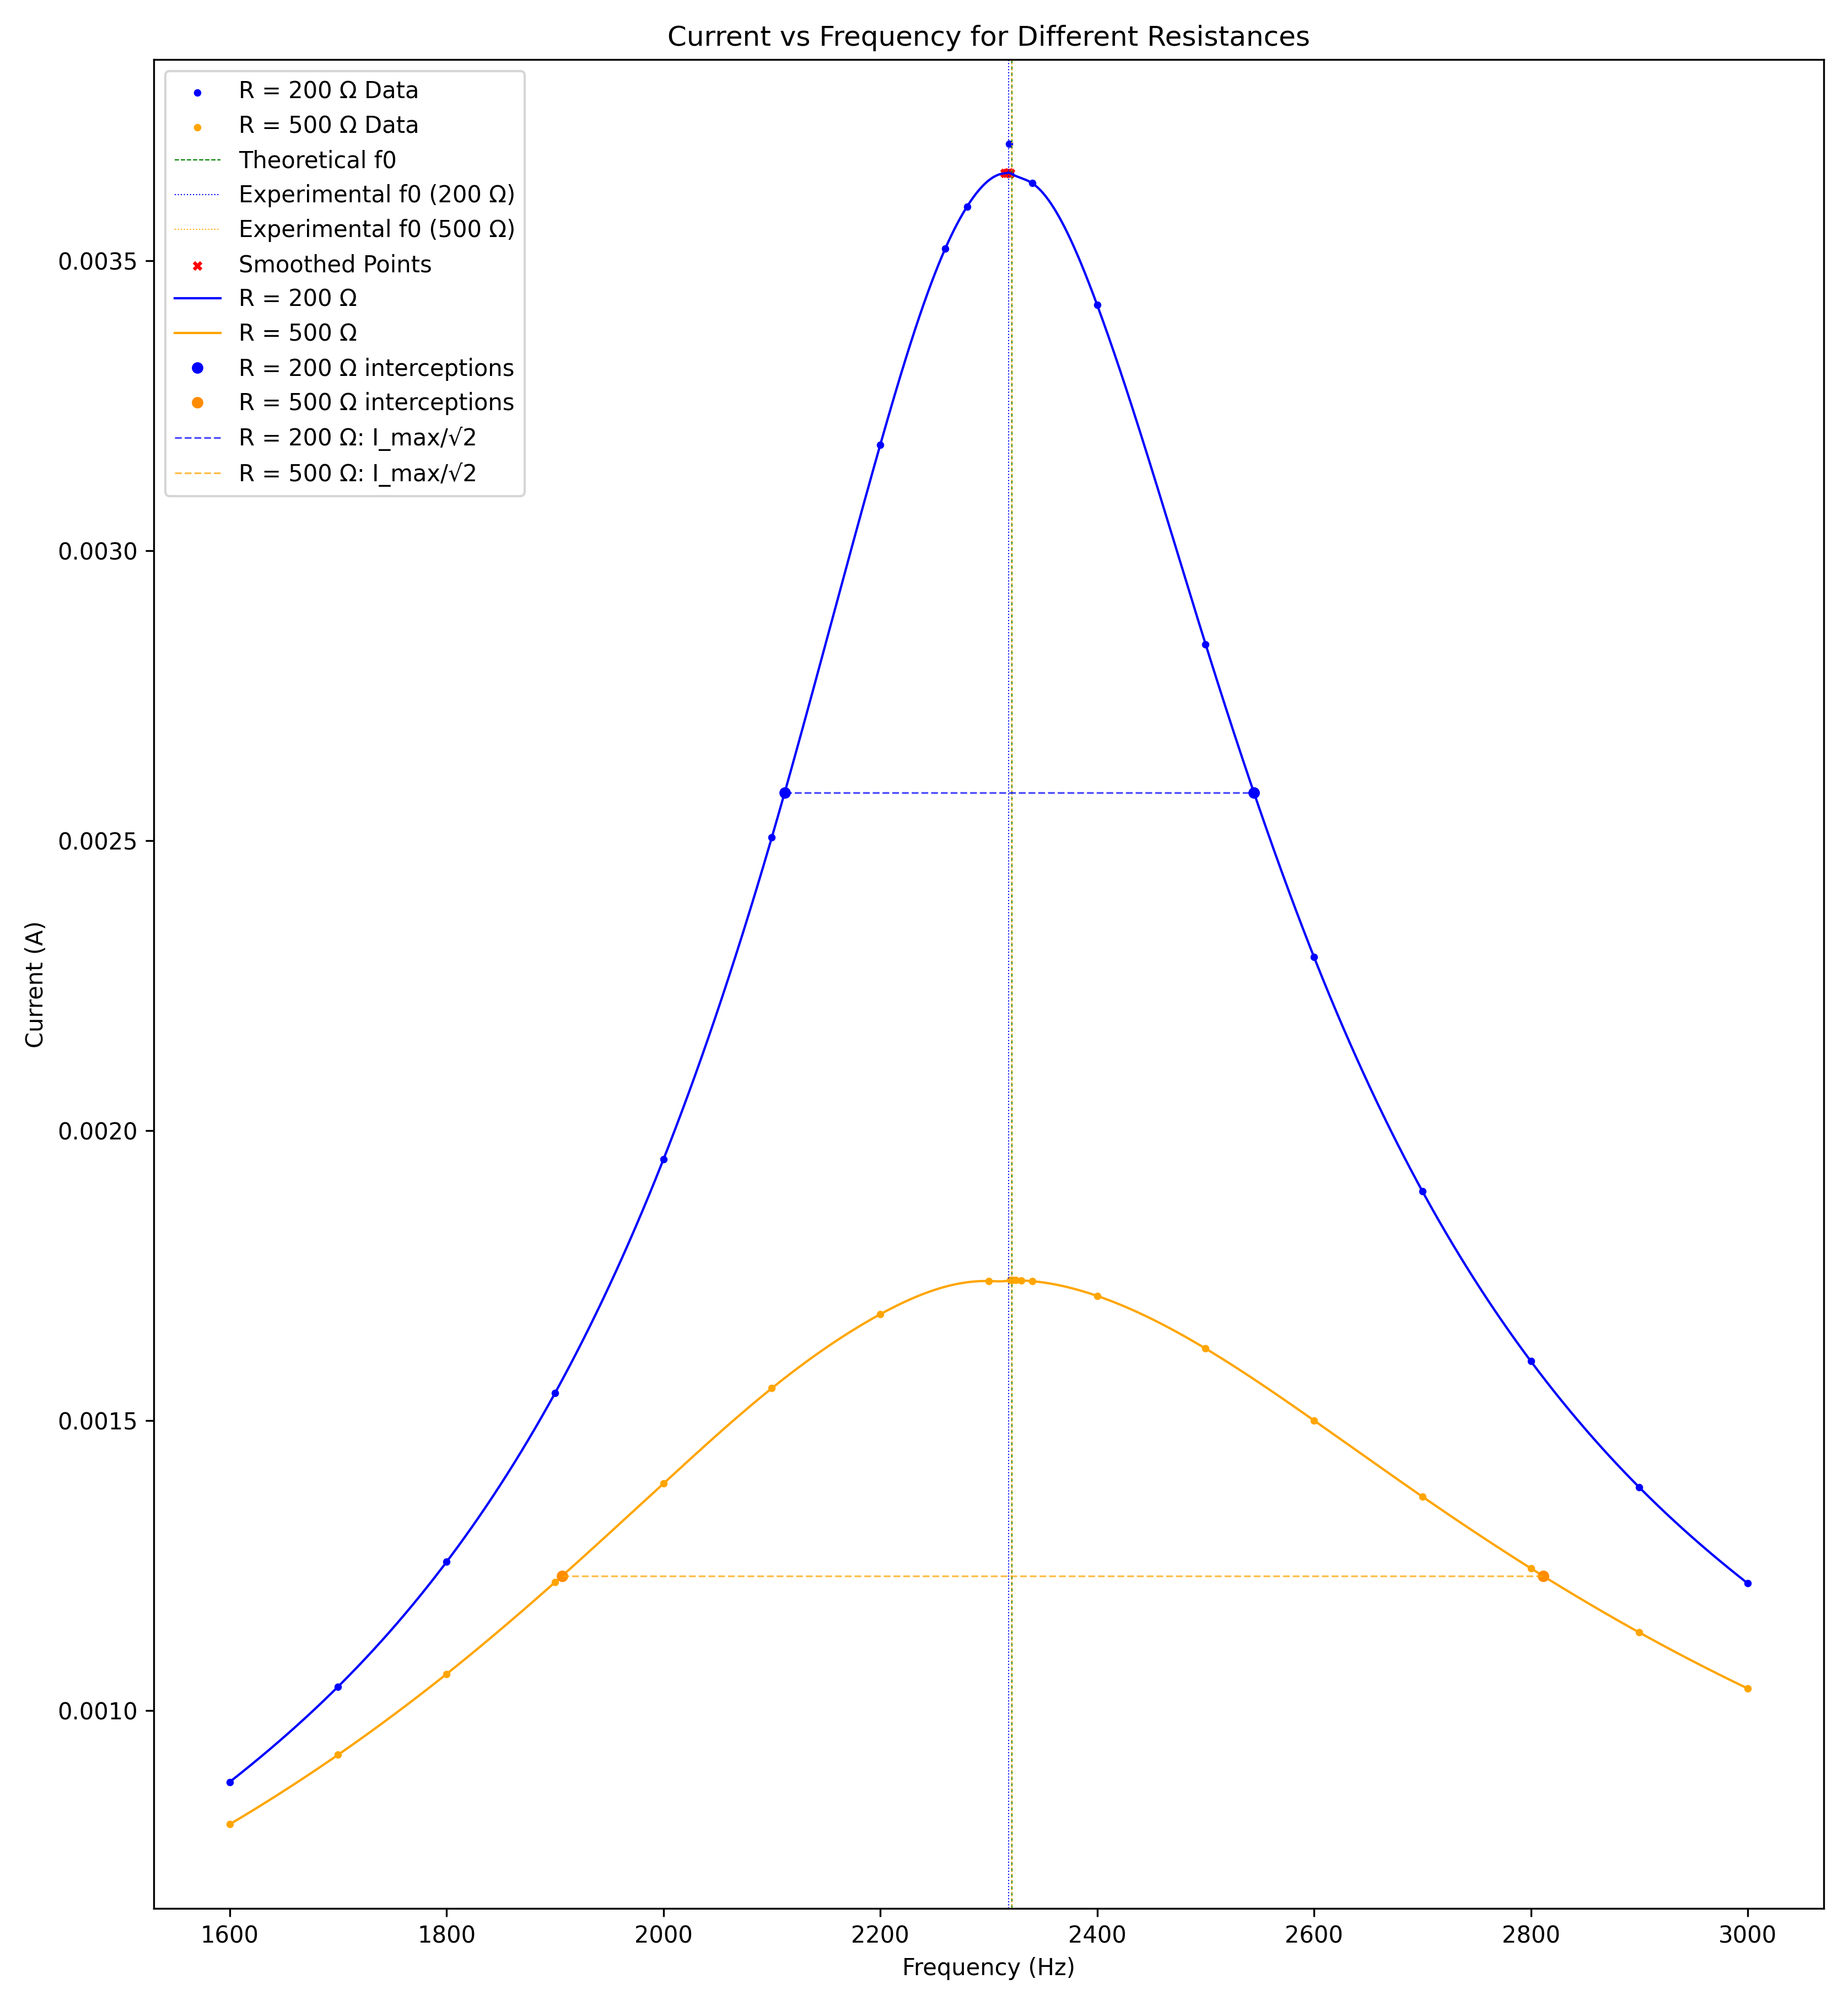 Current vs Frequency for Different Resistances
R = 200 Ω Data
R = 500 Ω Data
Theoretical f0
Experimental f0 (200 Ω)
Experimental f0 (500 Ω)
Smoothed Points
R = 200 Ω
R = 500 Ω
R = 200 Ω interceptions
R = 500 Ω interceptions
R = 200 Ω: I_max/√2
R = 500 Ω: I_max/√2
0.0035
0.0030
0.0025
0.0020
0.0015
0.0010
Current (A)
1600 1800 2000 2200 2400 2600 2800 3000
Frequency (Hz)